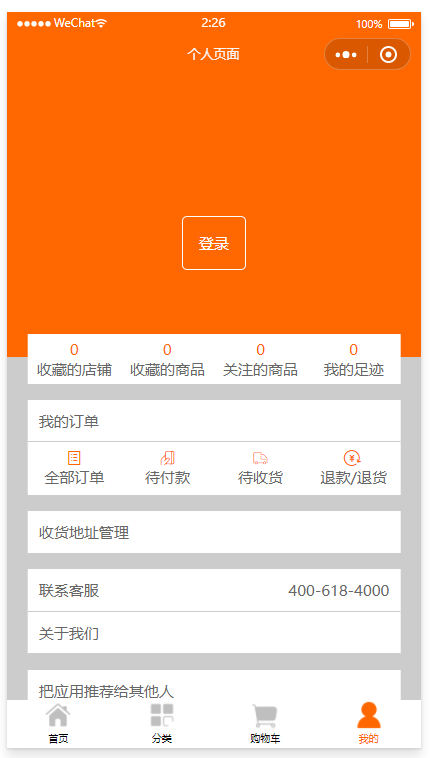 WeChat 2:26 100%
个人页面
登录
0 0 0 0
收藏的店铺 收藏的商品 关注的商品 我的足迹
我的订单
全部订单 待付款 待收货 退款/退货
收货地址管理
联系客服 400-618-4000
关于我们
把应用推荐给其他人
首页 分类 购物车 我的